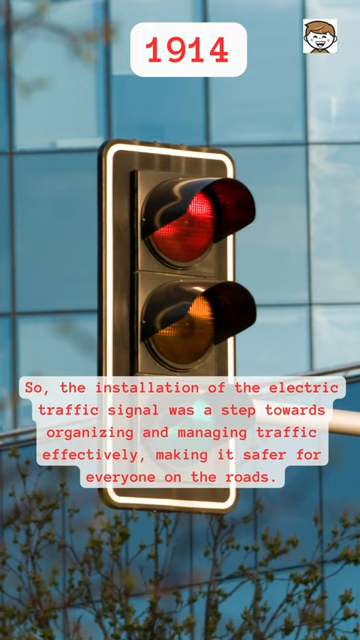 1914
So, the installation of the electric
traffic signal was a step towards
organizing and managing traffic
effectively, making it safer for
everyone on the roads.